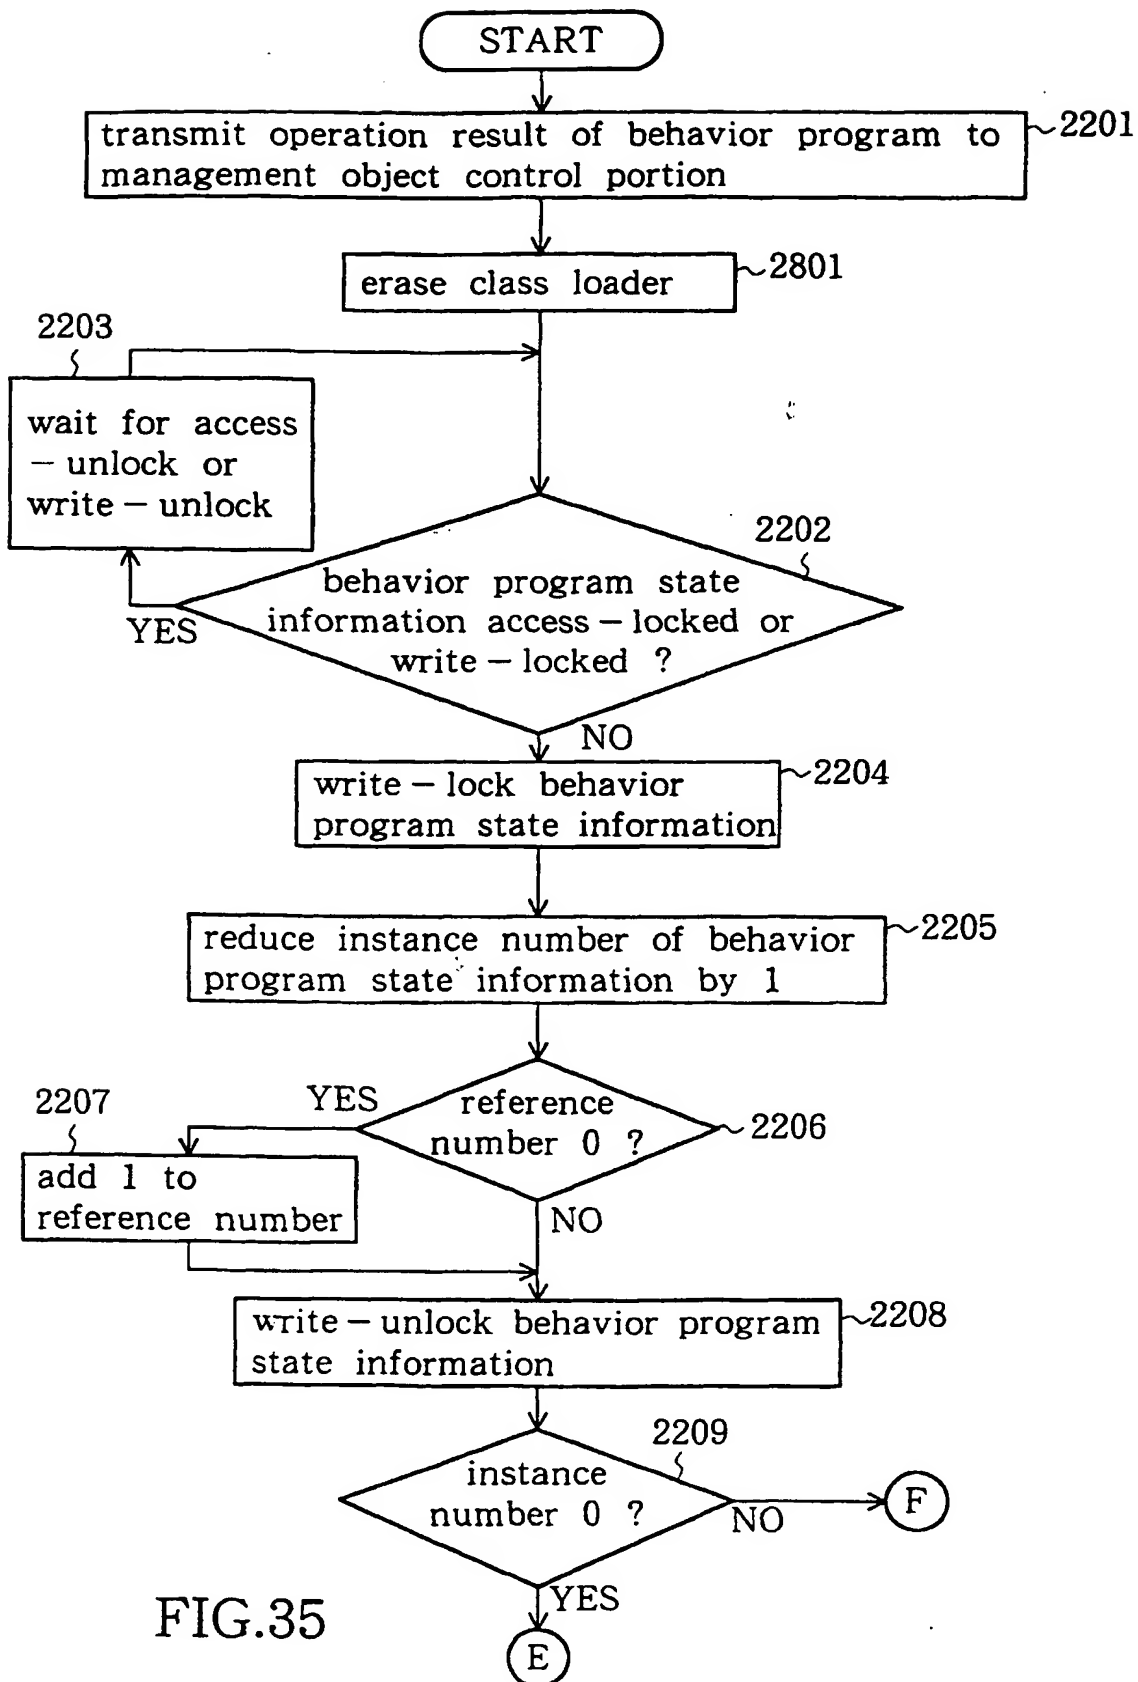 START
transmit operation result of behavior program to
management object control portion
2201
erase class loader
2801
2203
wait for access
－unlock or
write－unlock
2202
behavior program state
information access－locked or
write－locked ?
YES
NO
write－lock behavior
program state information
2204
reduce instance number of behavior
program state information by 1
2205
2207
YES
reference
number 0 ?
2206
add 1 to
reference number
NO
write－unlock behavior program
state information
2208
2209
instance
number 0 ?
NO
F
YES
E
FIG.35